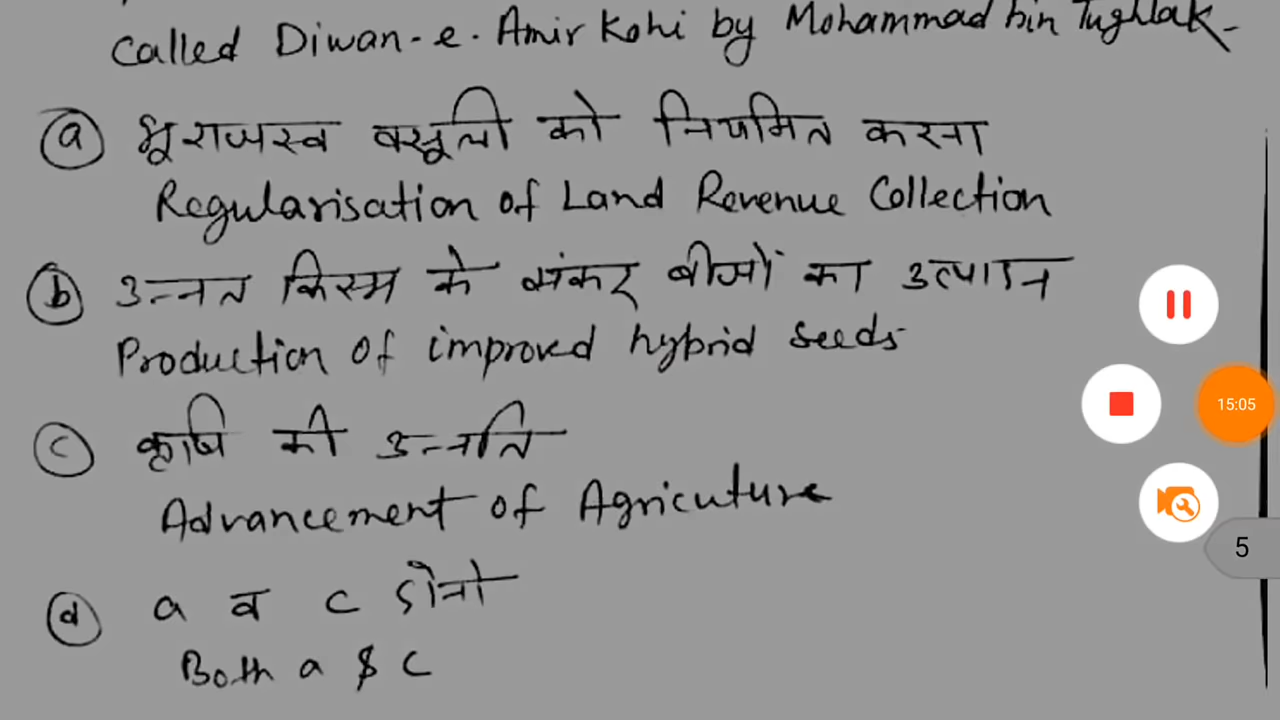 called Diwan-e-Amir Kohi by Mohammad bin Tughlak-
a भू राजस्व वसूली को नियमित करना
Regularisation of Land Revenue Collection
b उन्नत किस्म के संकर बीजों का उत्पादन
Production of improved hybrid seeds
c कृषि की उन्नति
Advancement of Agricuture
d a व c दोनों
Both a $ c
15:05
5